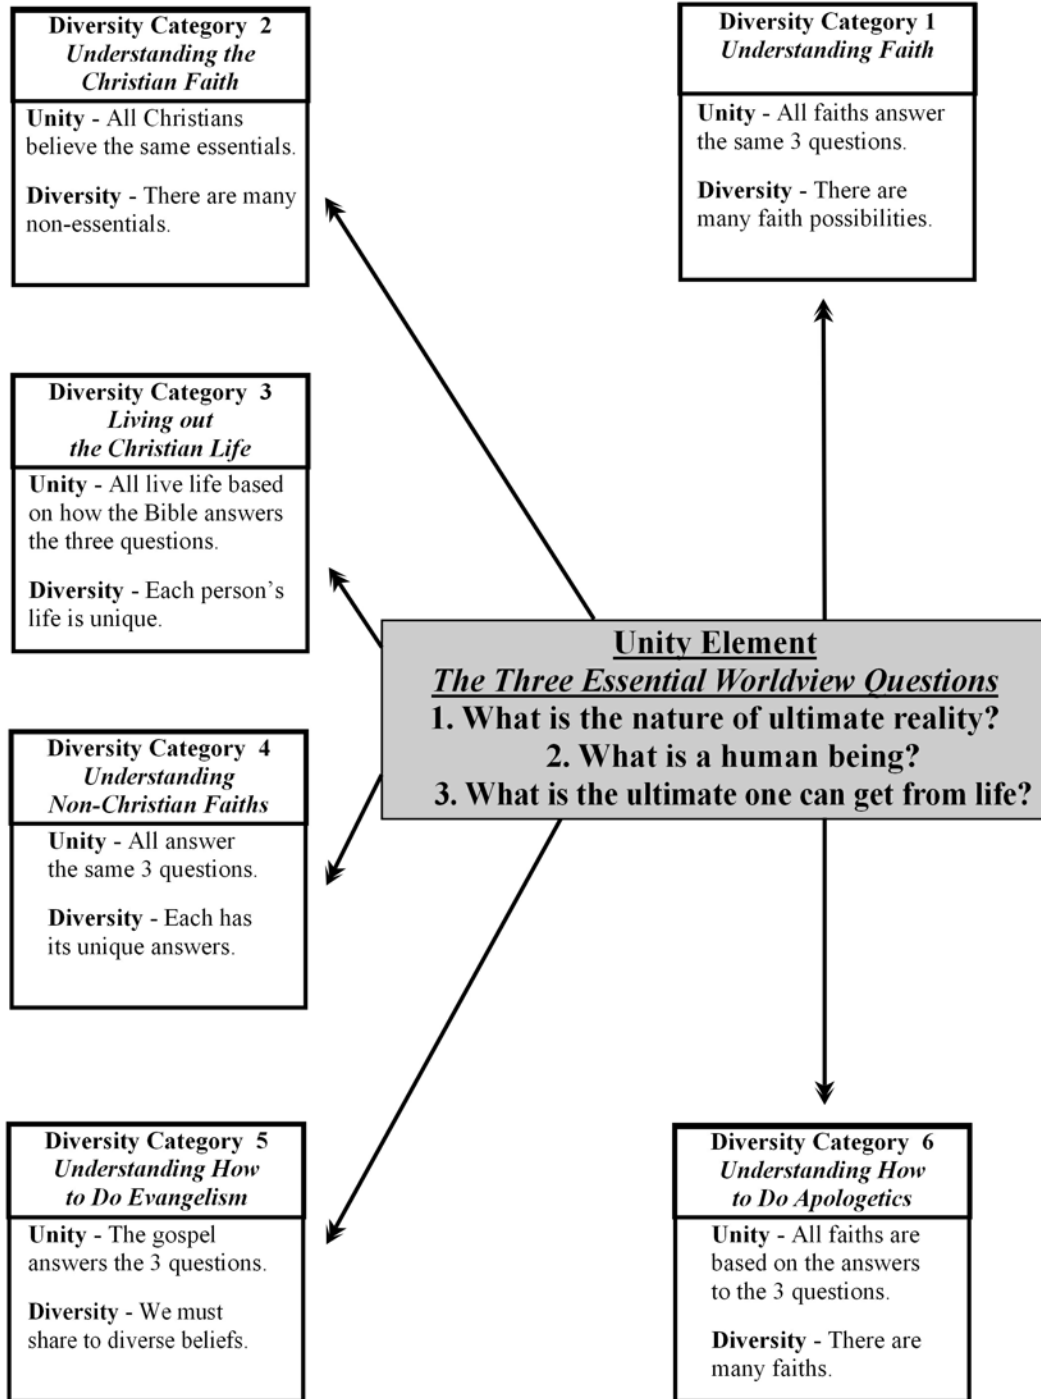 Diversity Category 2
Understanding the
Christian Faith
Unity - All Christians
believe the same essentials.
Diversity - There are many
non-essentials.
Diversity Category 1
Understanding Faith
Unity - All faiths answer
the same 3 questions.
Diversity - There are
many faith possibilities.
Diversity Category 3
Living out
the Christian Life
Unity - All live life based
on how the Bible answers
the three questions.
Diversity - Each person’s
life is unique.
Unity Element
The Three Essential Worldview Questions
1. What is the nature of ultimate reality?
2. What is a human being?
3. What is the ultimate one can get from life?
Diversity Category 4
Understanding
Non-Christian Faiths
Unity - All answer
the same 3 questions.
Diversity - Each has
its unique answers.
Diversity Category 5
Understanding How
to Do Evangelism
Unity - The gospel
answers the 3 questions.
Diversity - We must
share to diverse beliefs.
Diversity Category 6
Understanding How
to Do Apologetics
Unity - All faiths are
based on the answers
to the 3 questions.
Diversity - There are
many faiths.